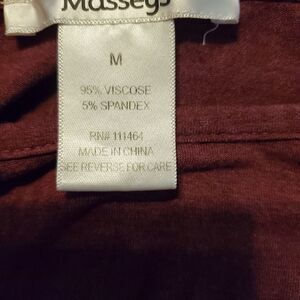 Masseys
M
95% VISCOSE
5% SPANDEX
RN# 111464
MADE IN CHINA
SEE REVERSE FOR CARE